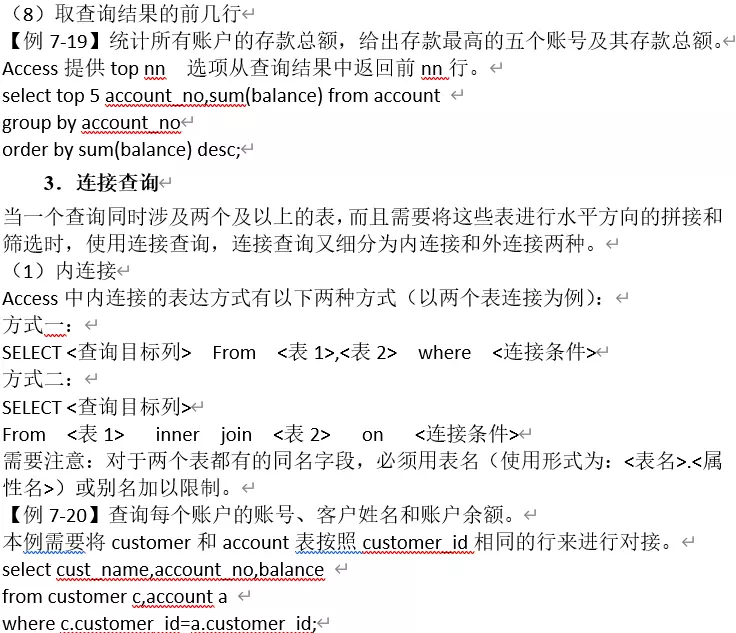 （8）取查询结果的前几行
【例 7-19】统计所有账户的存款总额，给出存款最高的五个账号及其存款总额。
Access 提供 top nn 选项从查询结果中返回前 nn 行。
select top 5 account_no,sum(balance) from account
group by account_no
order by sum(balance) desc;
3．连接查询
当一个查询同时涉及两个及以上的表，而且需要将这些表进行水平方向的拼接和
筛选时，使用连接查询，连接查询又细分为内连接和外连接两种。
（1）内连接
Access 中内连接的表达方式有以下两种方式（以两个表连接为例）：
方式一：
SELECT <查询目标列> From <表 1>,<表 2> where <连接条件>
方式二：
SELECT <查询目标列>
From <表 1> inner join <表 2> on <连接条件>
需要注意：对于两个表都有的同名字段，必须用表名（使用形式为：<表名>.<属
性名>）或别名加以限制。
【例 7-20】查询每个账户的账号、客户姓名和账户余额。
本例需要将 customer 和 account 表按照 customer_id 相同的行来进行对接。
select cust_name,account_no,balance
from customer c,account a
where c.customer_id=a.customer_id;